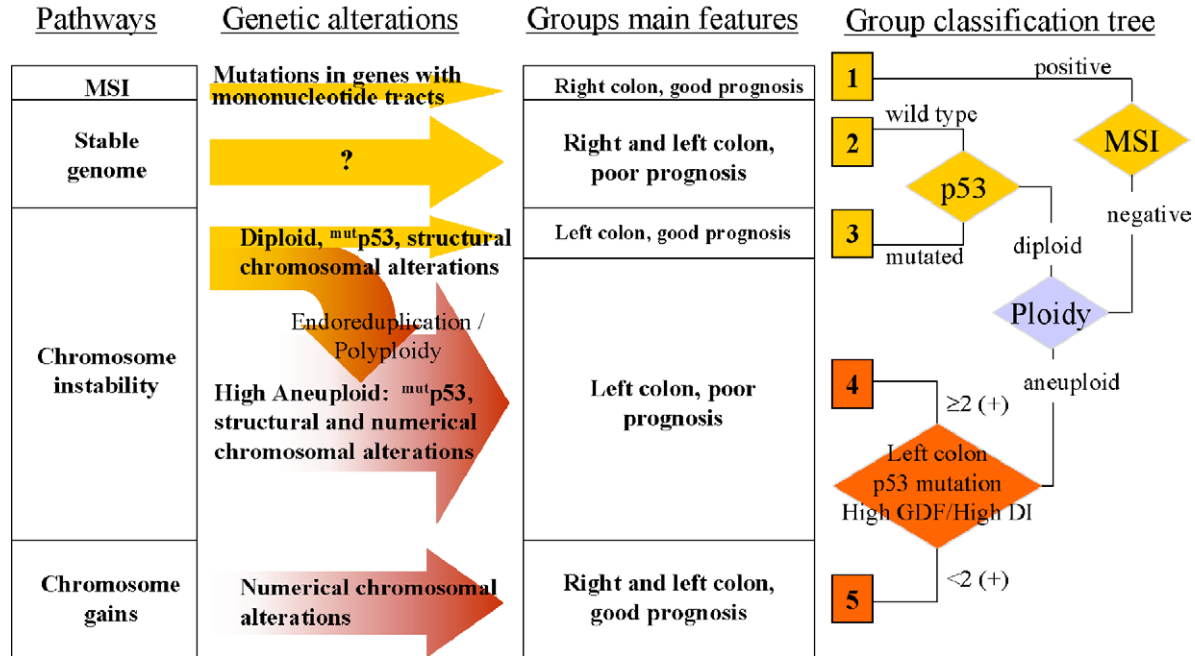 Pathways
Genetic alterations
Groups main features
Group classification tree
MSI
Mutations in genes with
mononucleotide tracts
Right colon, good prognosis
1
positive
MSI
negative
Stable
genome
?
Right and left colon,
poor prognosis
2
wild type
p53
3
mutated
diploid
Ploidy
aneuploid
Chromosome
instability
Diploid, mutp53, structural
chromosomal alterations
Left colon, good prognosis
Endoreduplication /
Polyploidy
High Aneuploid: mutp53,
structural and numerical
chromosomal alterations
Left colon, poor
prognosis
4
≥2 (+)
Left colon
p53 mutation
High GDF/High DI
<2 (+)
5
Chromosome
gains
Numerical chromosomal
alterations
Right and left colon,
good prognosis